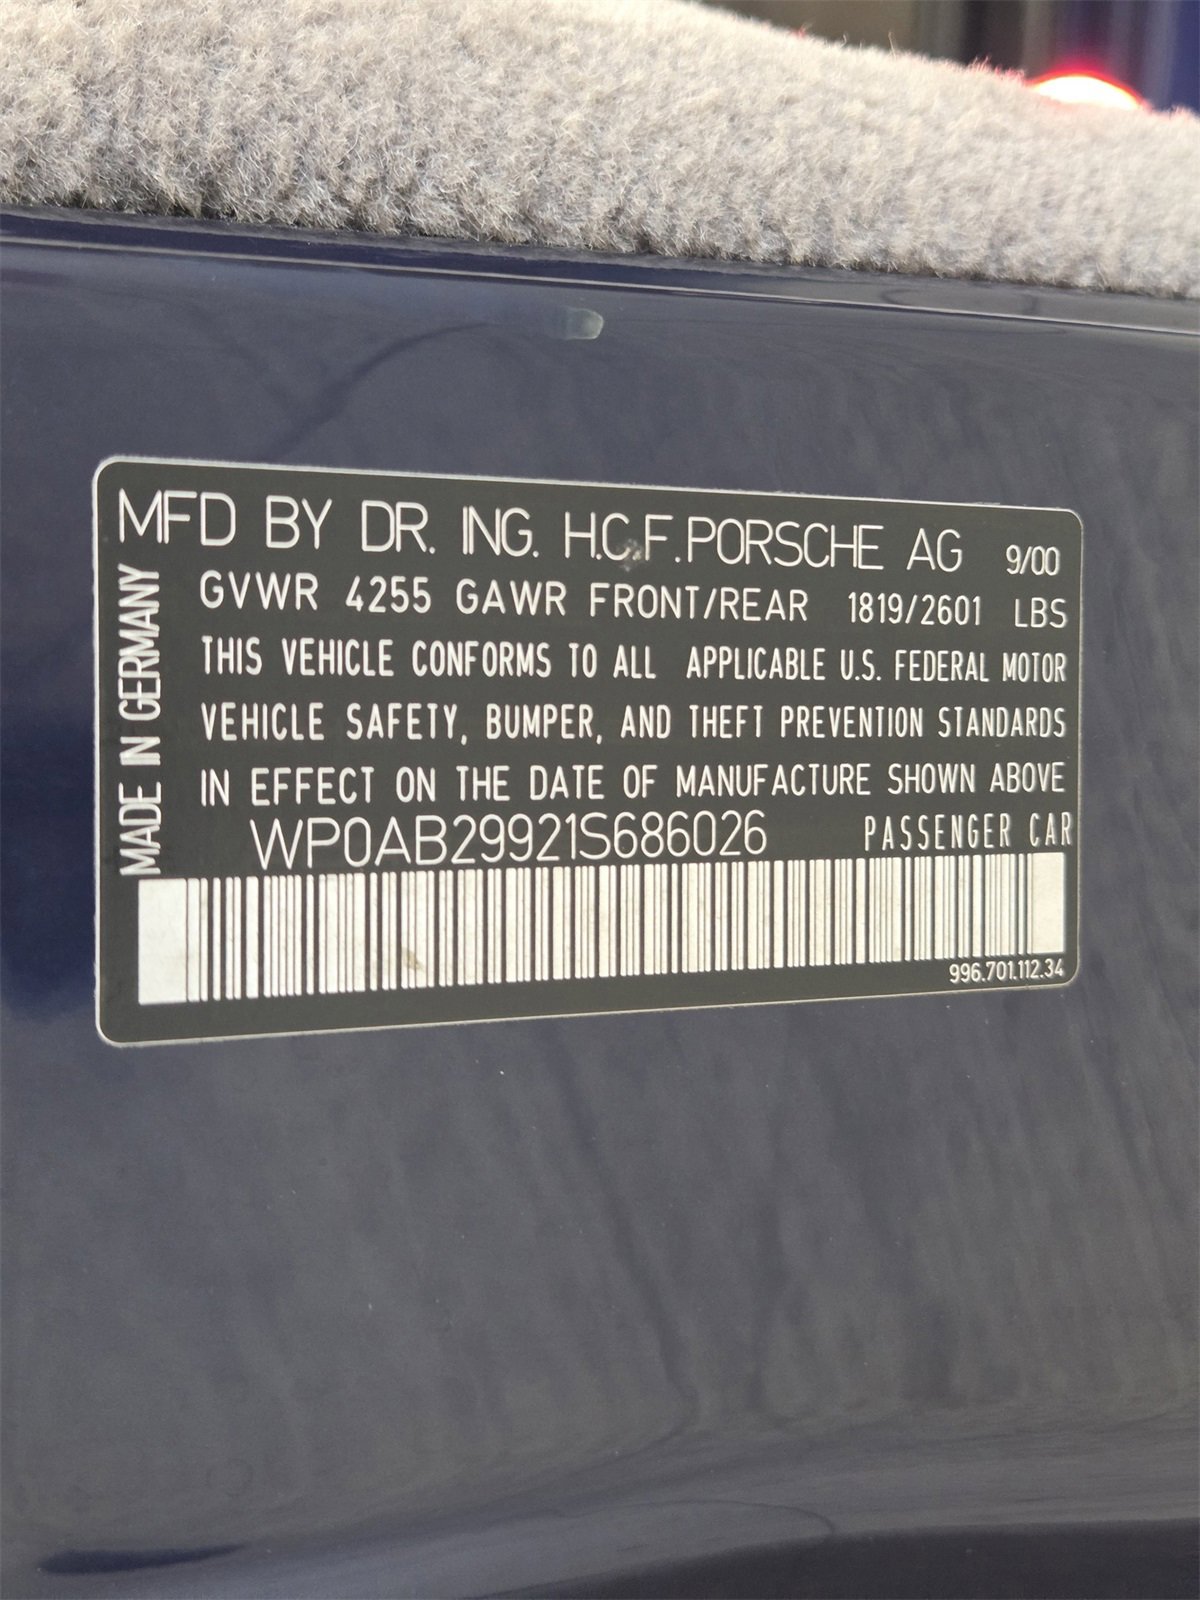 MFD BY DR. ING. H.C.F. PORSCHE AG 9/00
GVWR 4255 GAWR FRONT/REAR 1819/2601 LBS
THIS VEHICLE CONFORMS TO ALL APPLICABLE U.S. FEDERAL MOTOR
VEHICLE SAFETY, BUMPER, AND THEFT PREVENTION STANDARDS
IN EFFECT ON THE DATE OF MANUFACTURE SHOWN ABOVE
WP0AB29921S686026 PASSENGER CAR
996.701.112.34
MADE IN GERMANY